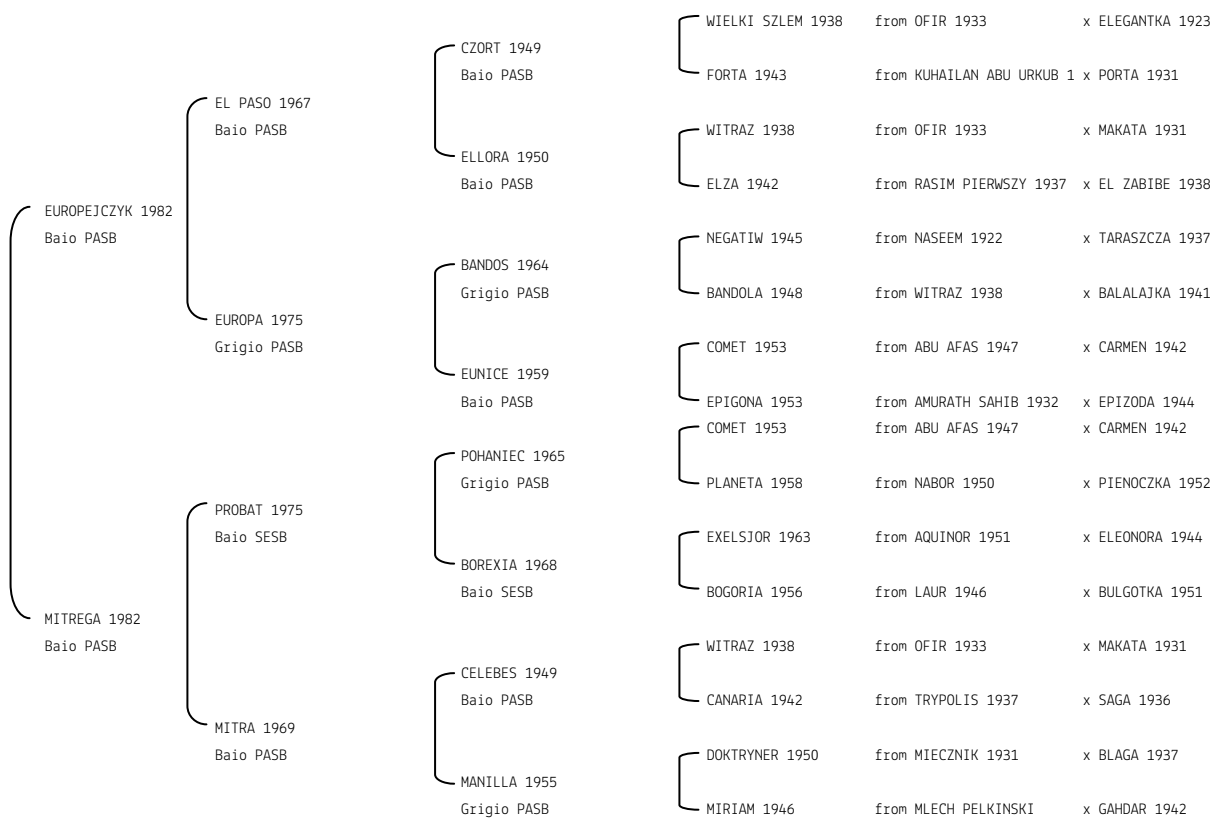 WIELKI SZLEM 1938 from OFIR 1933 x ELEGANTKA 1923
CZORT 1949
Baio PASB
FORTA 1943 from KUHAILAN ABU URKUB 1 x PORTA 1931
EL PASO 1967
Baio PASB
WITRAZ 1938 from OFIR 1933 x MAKATA 1931
ELLORA 1950
Baio PASB
ELZA 1942 from RASIM PIERWSZY 1937 x EL ZABIBE 1938
EUROPEJCZYK 1982
Baio PASB
NEGATIW 1945 from NASEEM 1922 x TARASZCZA 1937
BANDOS 1964
Grigio PASB
BANDOLA 1948 from WITRAZ 1938 x BALALAJKA 1941
EUROPA 1975
Grigio PASB
COMET 1953 from ABU AFAS 1947 x CARMEN 1942
EUNICE 1959
Baio PASB
EPIGONA 1953 from AMURATH SAHIB 1932 x EPIZODA 1944
COMET 1953 from ABU AFAS 1947 x CARMEN 1942
POHANIEC 1965
Grigio PASB
PLANETA 1958 from NABOR 1950 x PIENOCZKA 1952
PROBAT 1975
Baio SESB
EXELSJOR 1963 from AQUINOR 1951 x ELEONORA 1944
BOREXIA 1968
Baio SESB
BOGORIA 1956 from LAUR 1946 x BULGOTKA 1951
MITREGA 1982
Baio PASB
WITRAZ 1938 from OFIR 1933 x MAKATA 1931
CELEBES 1949
Baio PASB
CANARIA 1942 from TRYPOLIS 1937 x SAGA 1936
MITRA 1969
Baio PASB
DOKTRYNER 1950 from MIECZNIK 1931 x BLAGA 1937
MANILLA 1955
Grigio PASB
MIRIAM 1946 from MLECH PELKINSKI x GAHDAR 1942